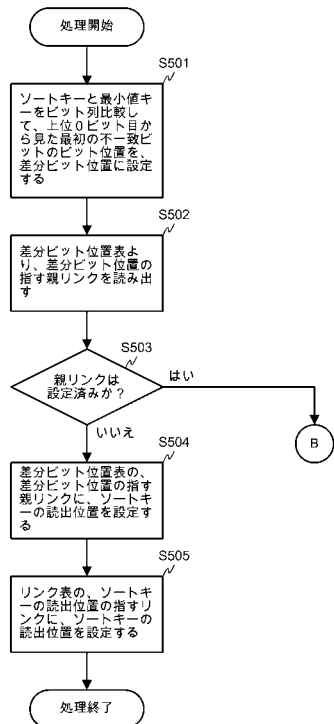 処理開始
S501
ソートキーと最小値キ
ーをビット列比較し
て、上位０ビット目か
ら見た最初の不一致ビ
ットのビット位置を、
差分ビット位置に設定
する
S502
差分ビット位置表よ
り、差分ビット位置の
指す親リンクを読み出
す
S503
親リンクは
設定済みか？
はい
B
いいえ
S504
差分ビット位置表の、
差分ビット位置の指す
親リンクに、ソートキ
ーの読出位置を設定す
る
S505
リンク表の、ソートキ
ーの読出位置の指すリ
ンクに、ソートキーの
読出位置を設定する
処理終了